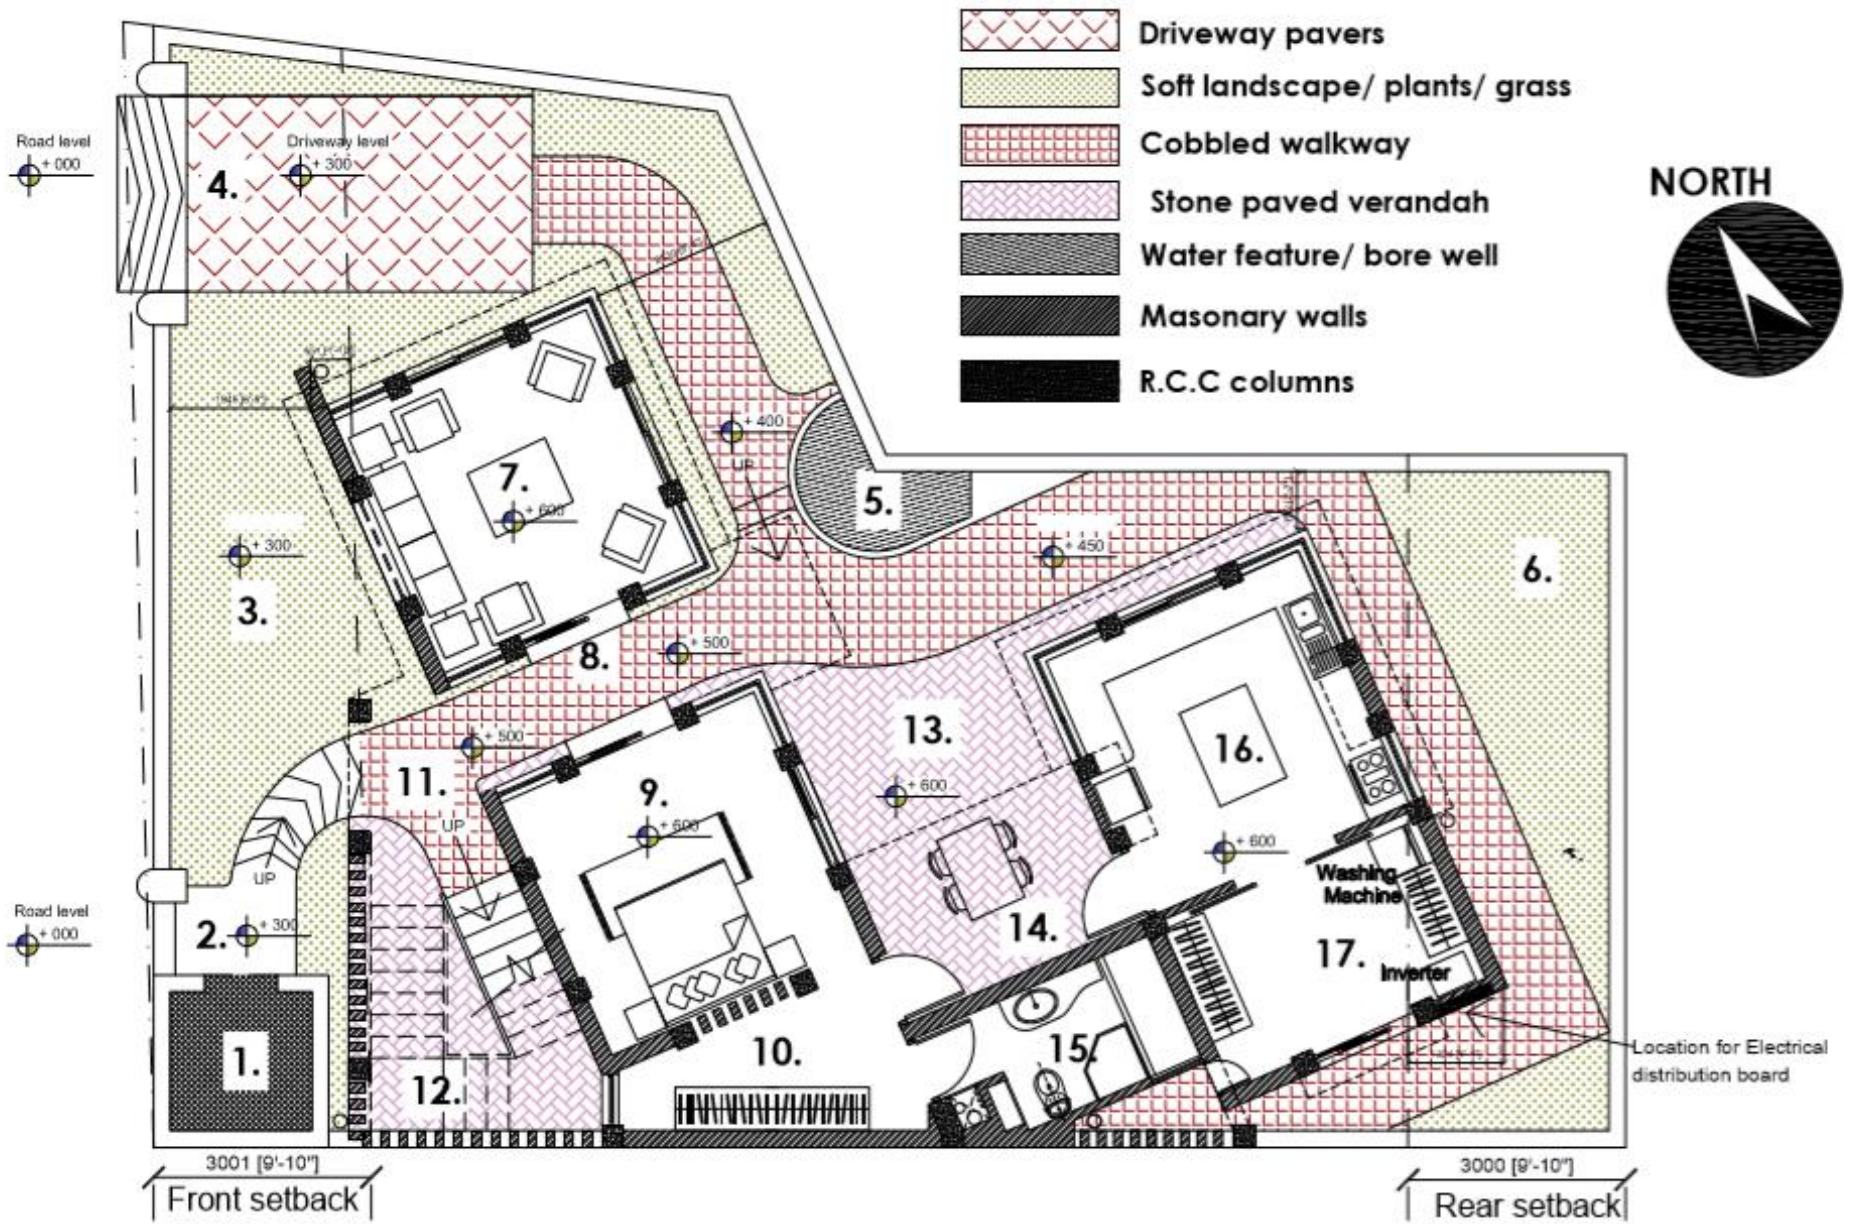 Driveway pavers
Soft landscape/ plants/ grass
Cobbled walkway
Stone paved verandah
Water feature/ bore well
Masonary walls
R.C.C columns
NORTH
Road level
+ 000
4.
Driveway level
+ 300
+ 400
UP
7.
+ 600
5.
+ 450
6.
+ 300
3.
8.
+ 500
13.
+ 600
16.
+ 600
+ 500
11.
UP
9.
+ 600
UP
2.
+ 300
Road level
+ 000
14.
Washing
Machine
17.
Inverter
1.
12.
10.
15.
Location for Electrical
distribution board
3001 [9'-10"]
Front setback
3000 [9'-10"]
Rear setback